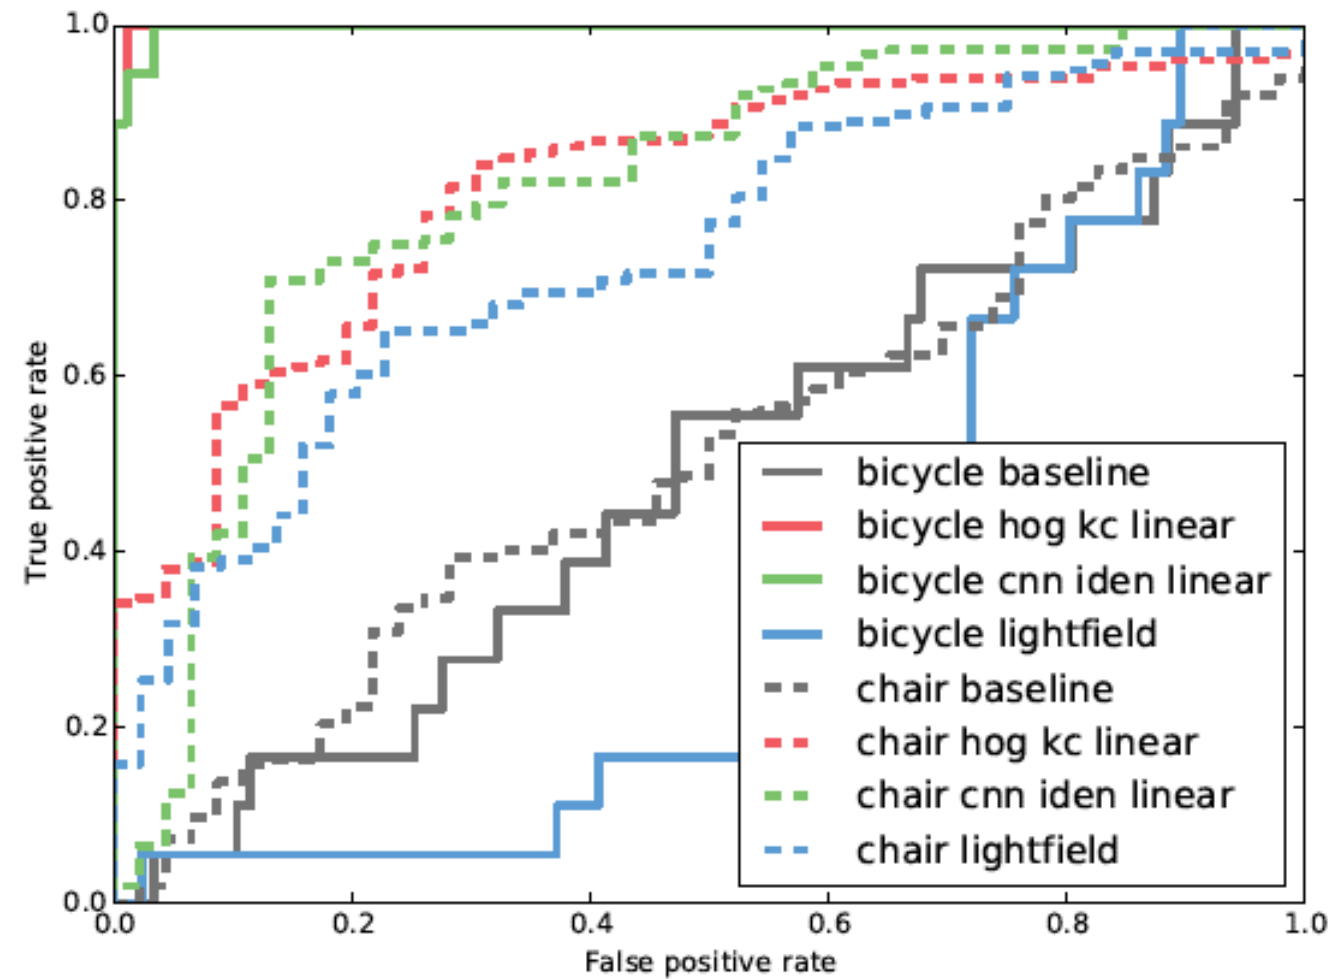 1.0
0.8
0.6
0.4
0.2
0.0
True positive rate
bicycle baseline
bicycle hog kc linear
bicycle cnn iden linear
bicycle lightfield
chair baseline
chair hog kc linear
chair cnn iden linear
chair lightfield
0.0 0.2 0.4 0.6 0.8 1.0
False positive rate